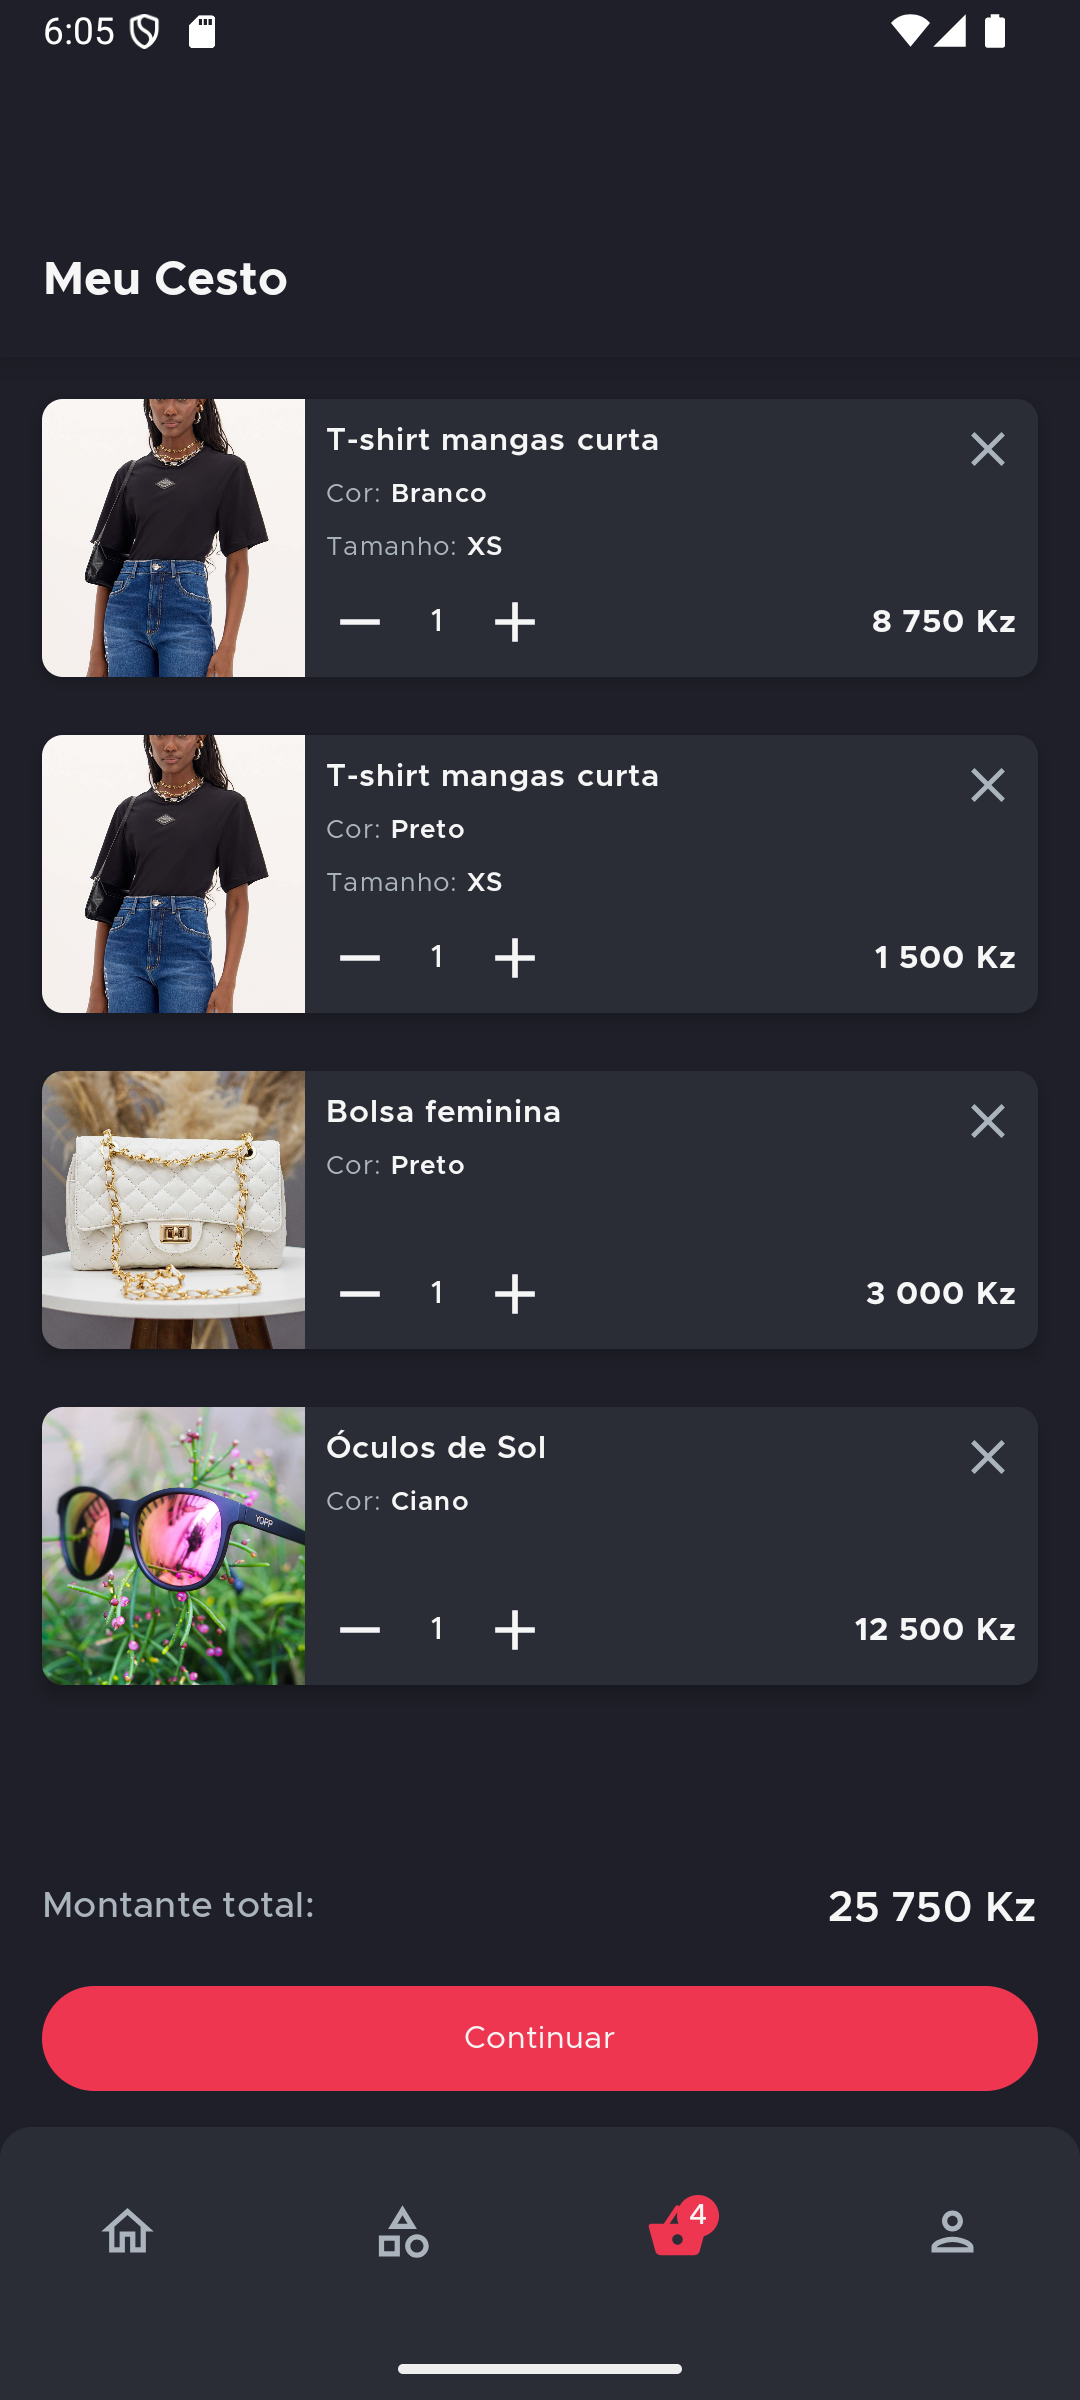 6:05
Meu Cesto
T-shirt mangas curta
Cor: Branco
Tamanho: XS
1
8 750 Kz
T-shirt mangas curta
Cor: Preto
Tamanho: XS
1
1 500 Kz
Bolsa feminina
Cor: Preto
1
3 000 Kz
Óculos de Sol
Cor: Ciano
YOPP
1
12 500 Kz
Montante total:
25 750 Kz
Continuar
4